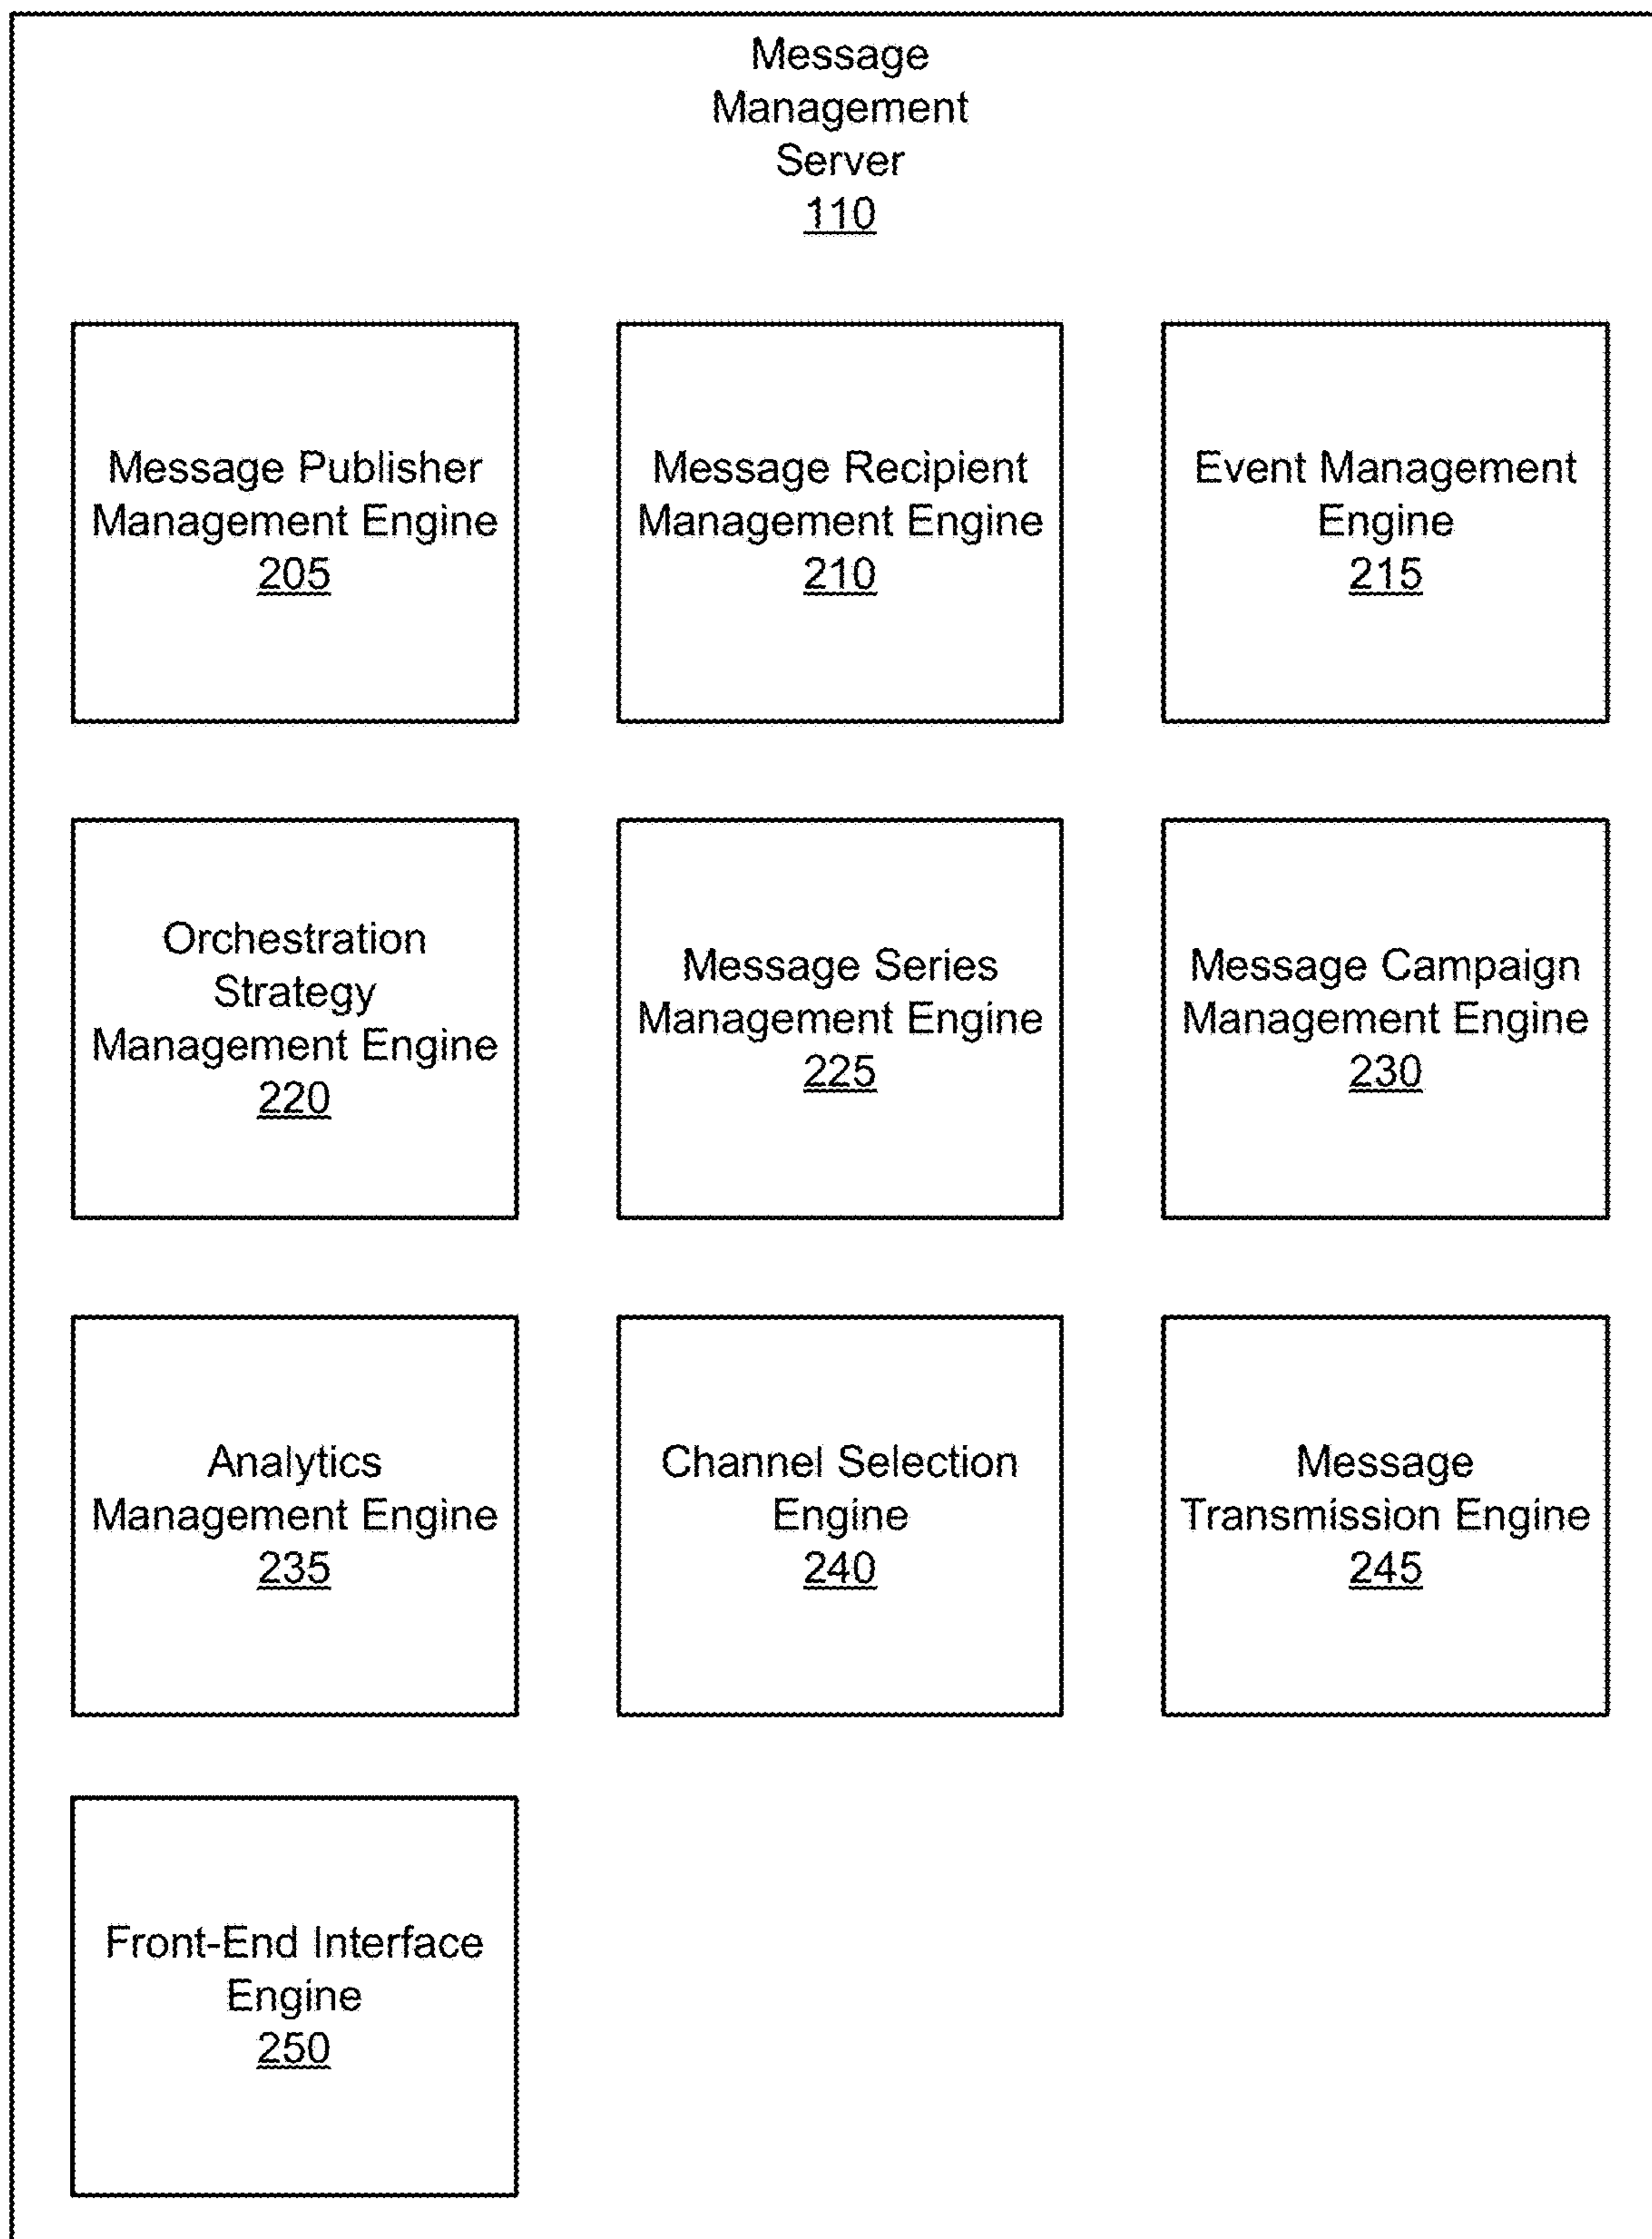 Message
Management
Server
110
Message Publisher
Management Engine
205
Message Recipient
Management Engine
210
Event Management
Engine
215
Orchestration
Strategy
Management Engine
220
Message Series
Management Engine
225
Message Campaign
Management Engine
230
Analytics
Management Engine
235
Channel Selection
Engine
240
Message
Transmission Engine
245
Front-End Interface
Engine
250